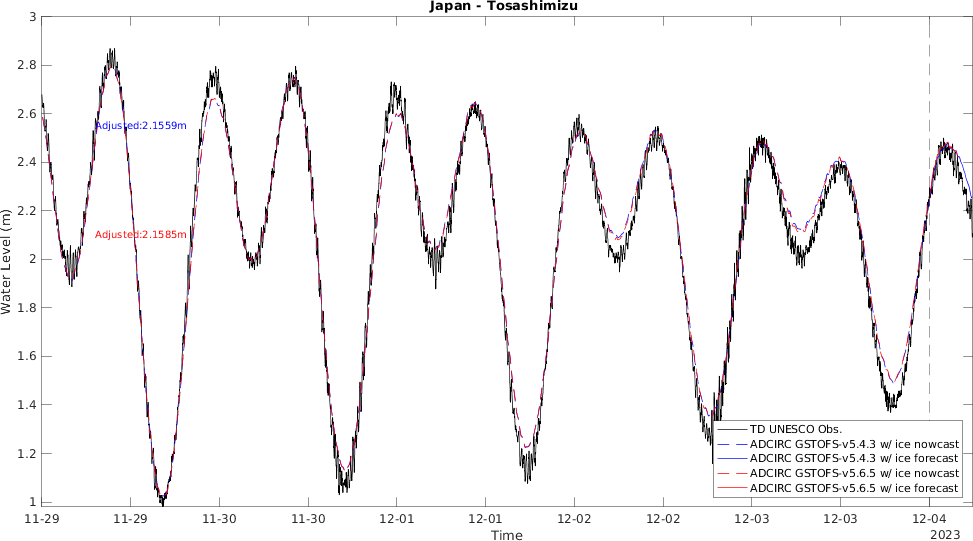 Japan - Tosashimizu
3
2.8
2.6
2.4
2.2
2
1.8
1.6
1.4
1.2
1
Water Level (m)
Adjusted:2.1559m
Adjusted:2.1585m
TD UNESCO Obs.
ADCIRC GSTOFS-v5.4.3 w/ ice nowcast
ADCIRC GSTOFS-v5.4.3 w/ ice forecast
ADCIRC GSTOFS-v5.6.5 w/ ice nowcast
ADCIRC GSTOFS-v5.6.5 w/ ice forecast
11-29 11-29 11-30 11-30 12-01 12-01 12-02 12-02 12-03 12-03 12-04
2023
Time